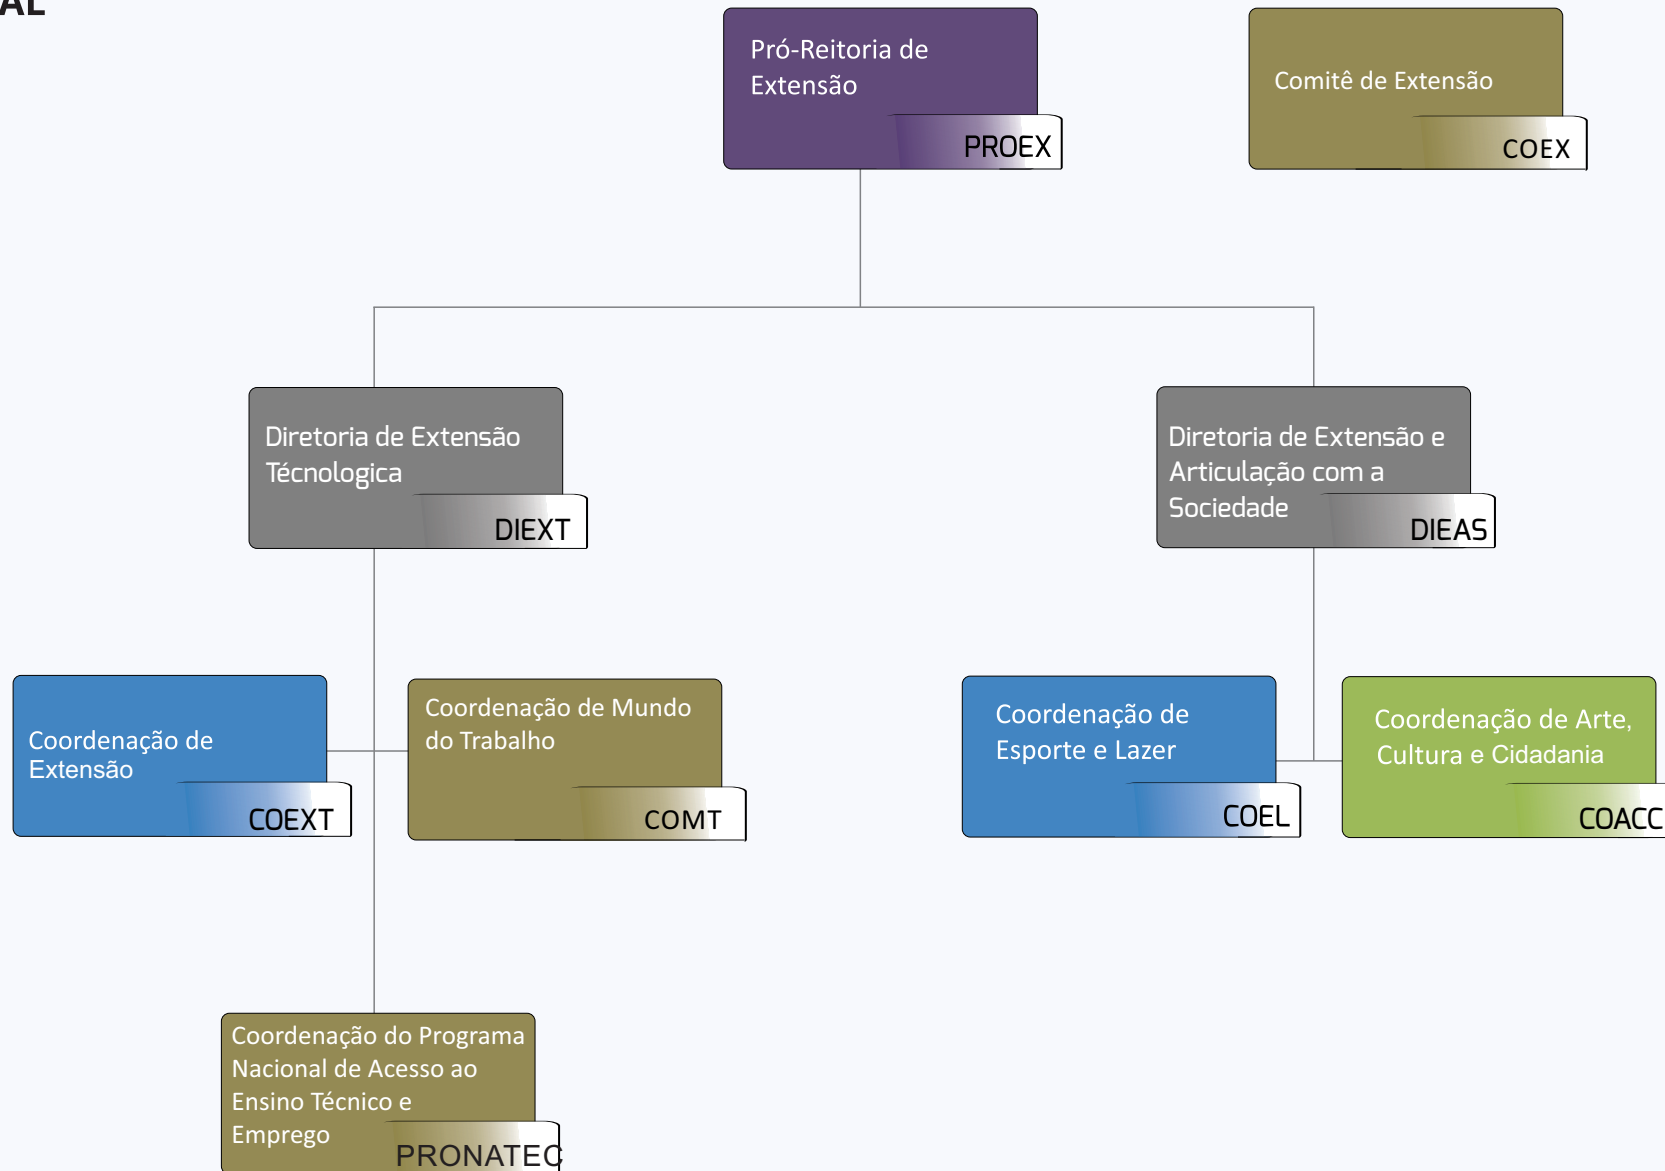 AL
Pró-Reitoria de
Extensão
PROEX
Comitê de Extensão
COEX
Diretoria de Extensão
Técnologica
DIEXT
Diretoria de Extensão e
Articulação com a
Sociedade
DIEAS
Coordenação de
Extensão
COEXT
Coordenação de Mundo
do Trabalho
COMT
Coordenação de
Esporte e Lazer
COEL
Coordenação de Arte,
Cultura e Cidadania
COACC
Coordenação do Programa
Nacional de Acesso ao
Ensino Técnico e
Emprego
PRONATEC